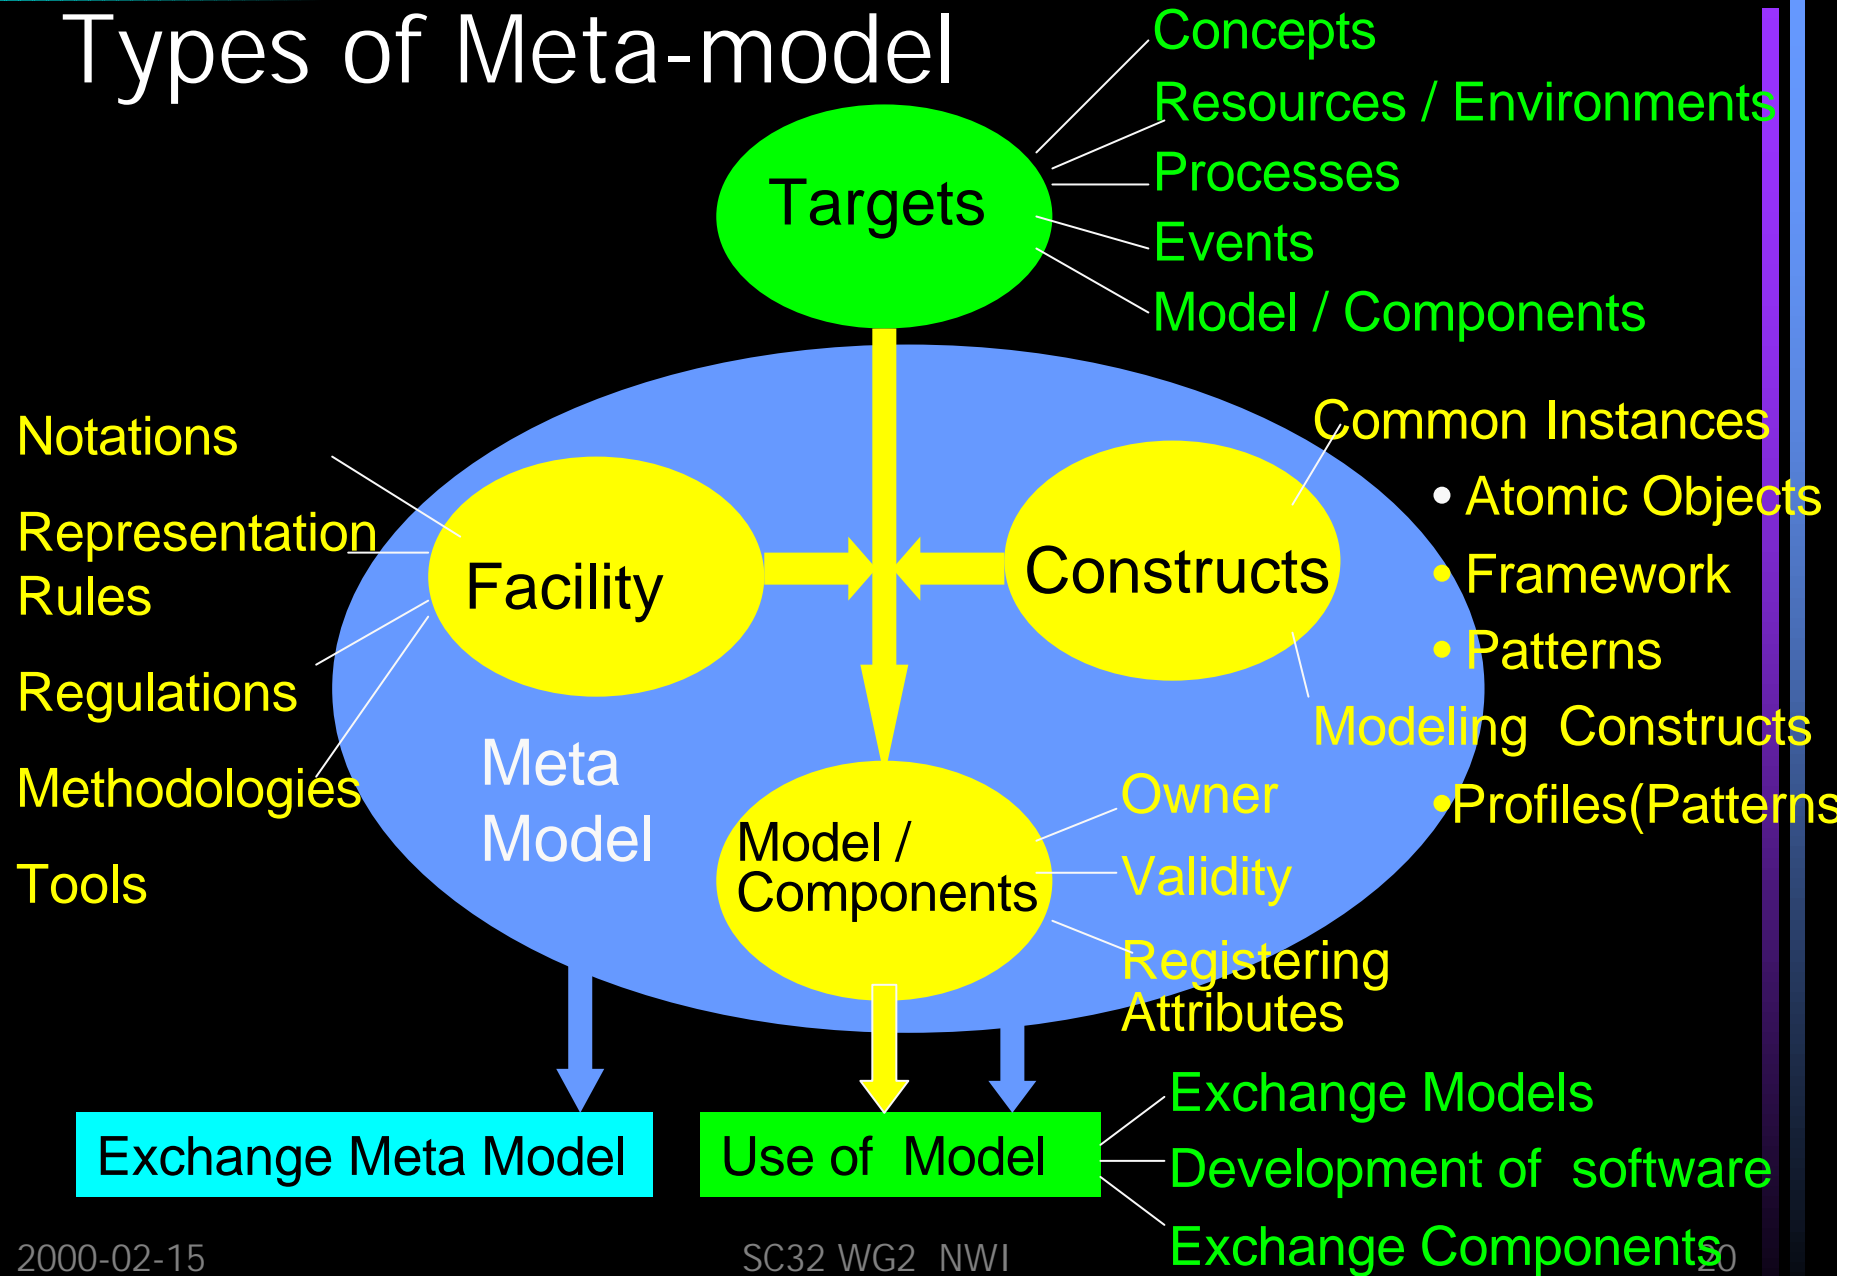 Types of Meta-model
Concepts
Resources / Environments
Processes
Events
Model / Components
Targets
Notations
Representation
Rules
Regulations
Methodologies
Tools
Facility
Constructs
Common Instances
• Atomic Objects
• Framework
• Patterns
Modeling Constructs
•Profiles(Patterns
Meta
Model
Model /
Components
Owner
Validity
Registering
Attributes
Exchange Meta Model
Use of Model
Exchange Models
Development of software
Exchange Components
2000-02-15
SC32 WG2 NWI
20